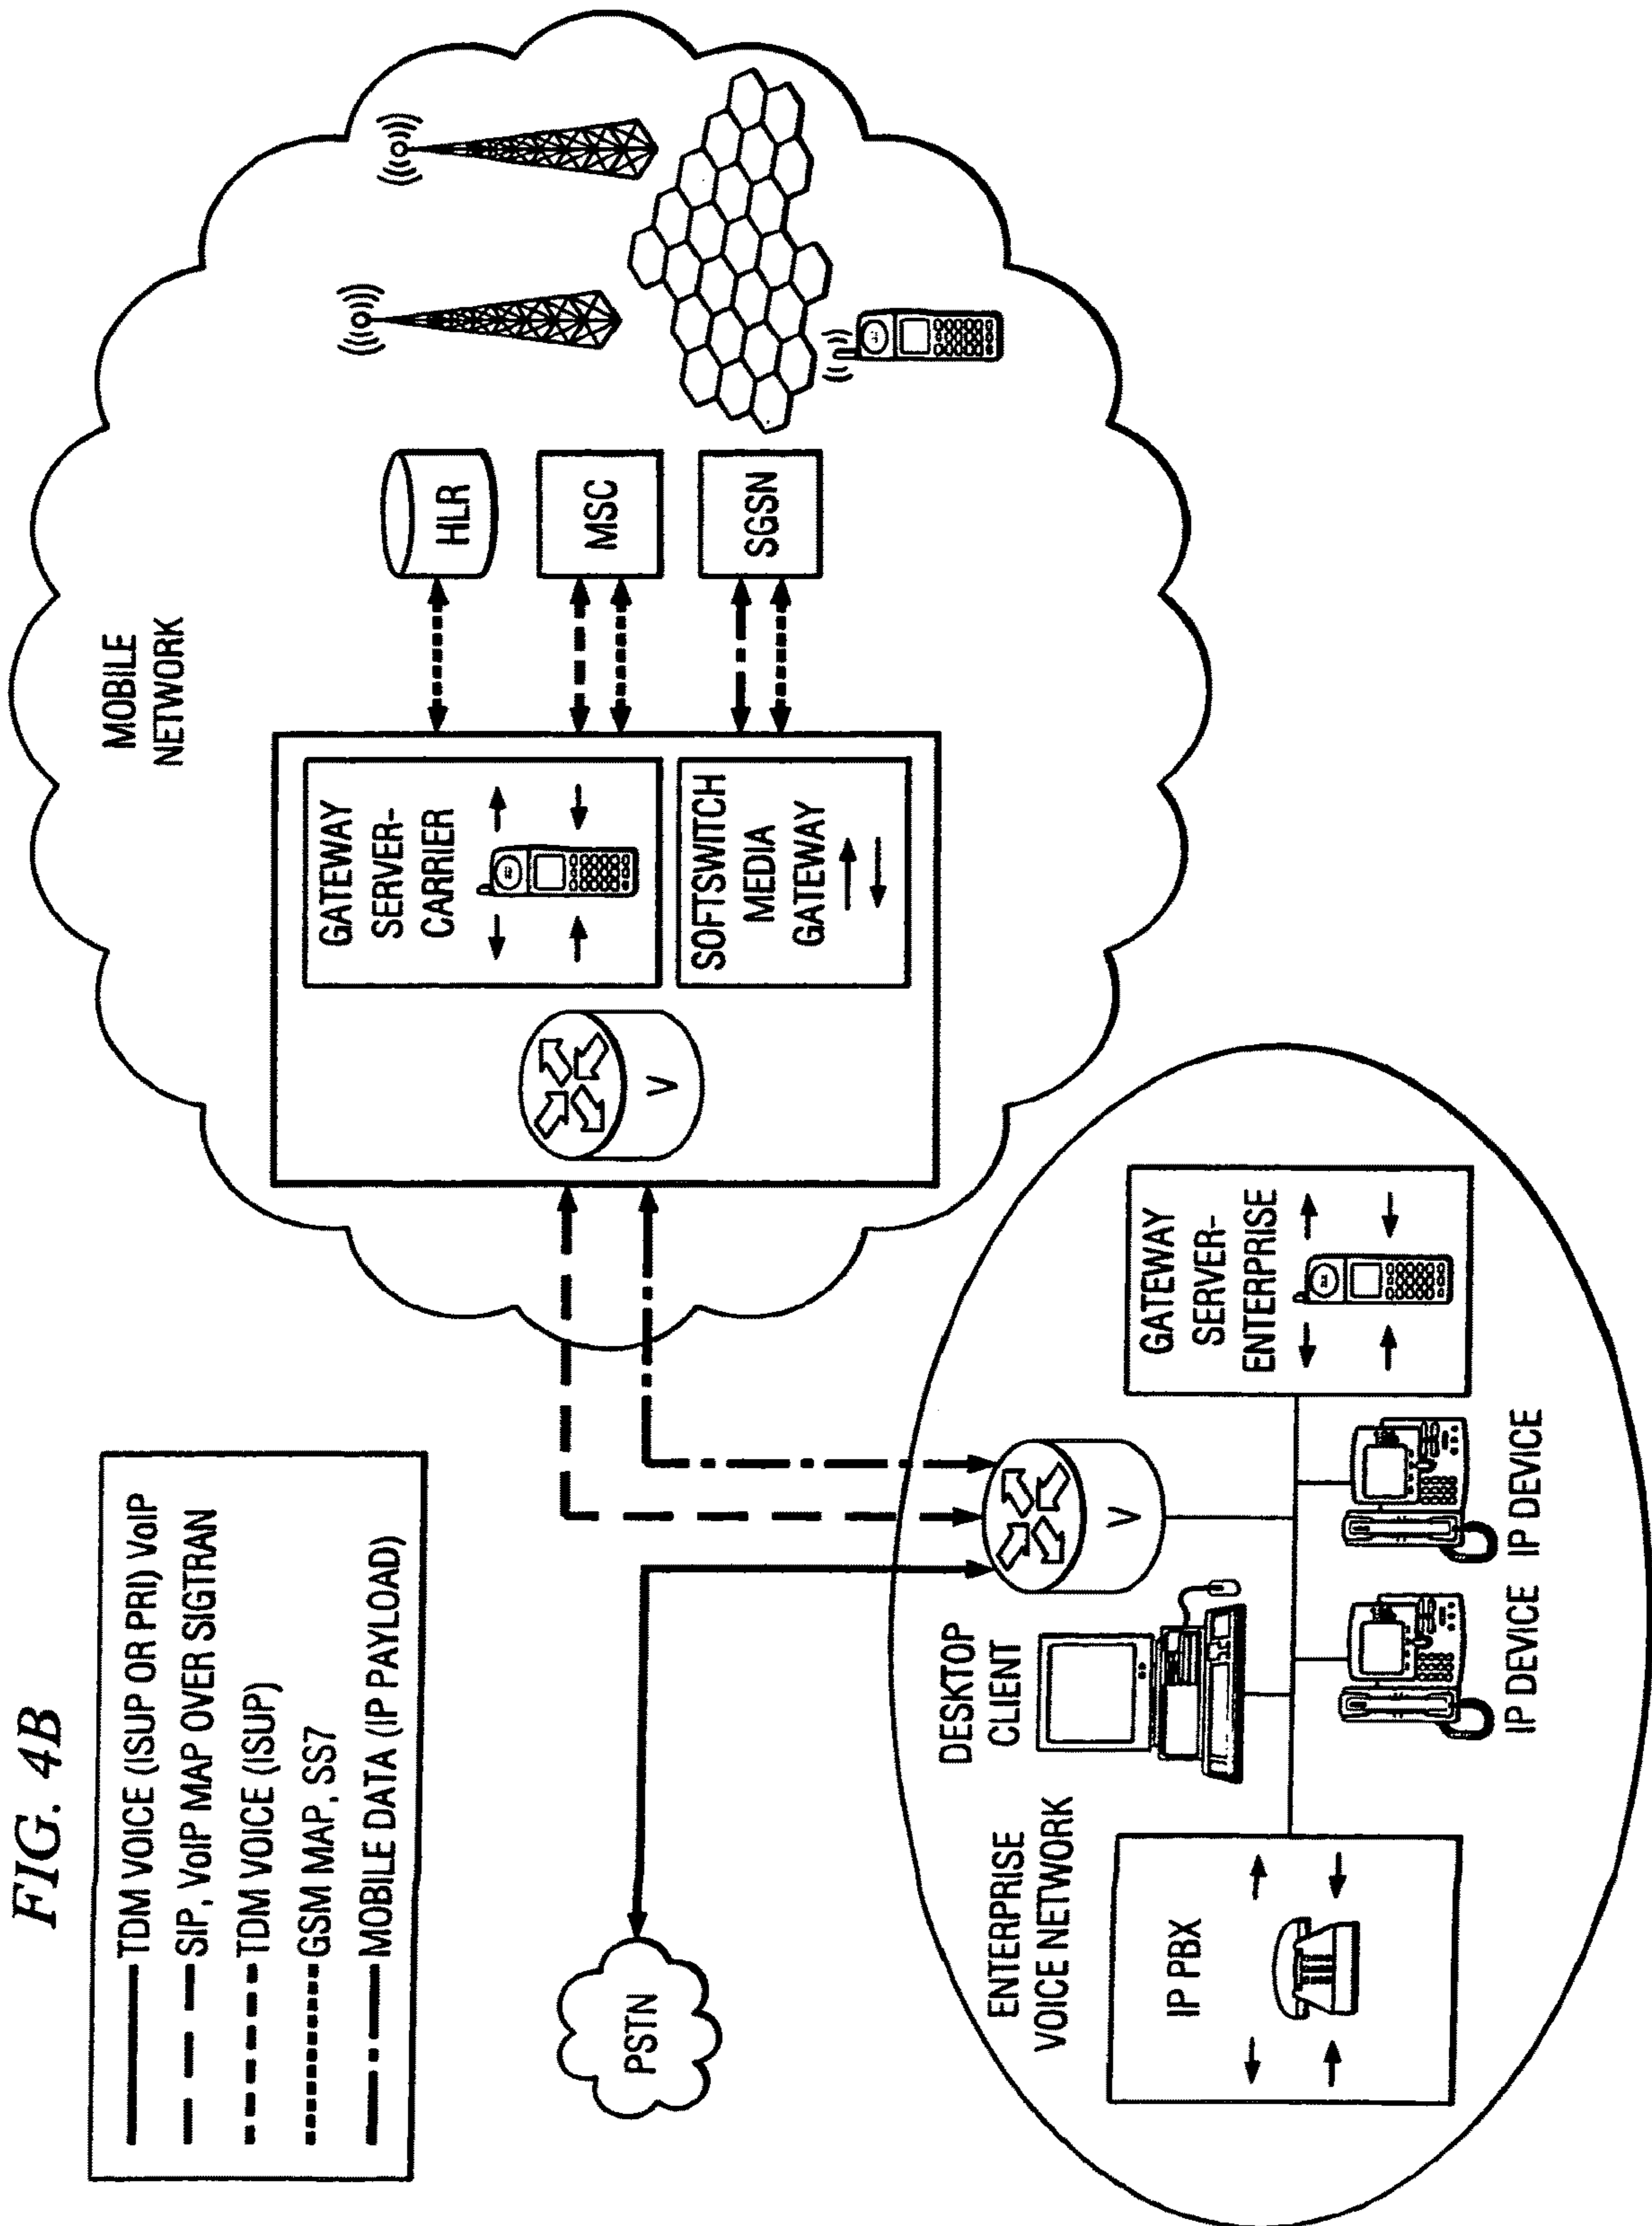 FIG. 4B
TDM VOICE (ISUP OR PRI) VoIP
SIP, VoIP MAP OVER SIGTRAN
TDM VOICE (ISUP)
GSM MAP, SS7
MOBILE DATA (IP PAYLOAD)
MOBILE
NETWORK
GATEWAY
SERVER-
CARRIER
SOFTSWITCH
MEDIA
GATEWAY
V
HLR
MSC
SGSN
PSTN
ENTERPRISE
VOICE NETWORK
DESKTOP
CLIENT
V
IP PBX
GATEWAY
SERVER-
ENTERPRISE
IP DEVICE
IP DEVICE